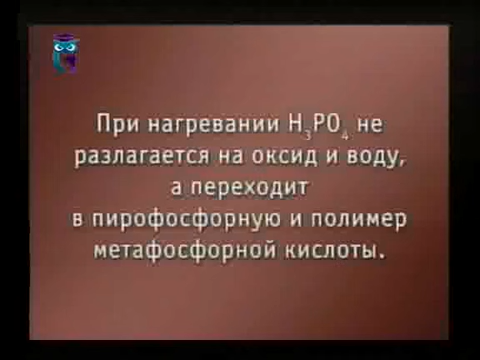 При нагревании H₃PO₄ не
разлагается на оксид и воду,
а переходит
в пирофосфорную и полимер
метафосфорной кислоты.